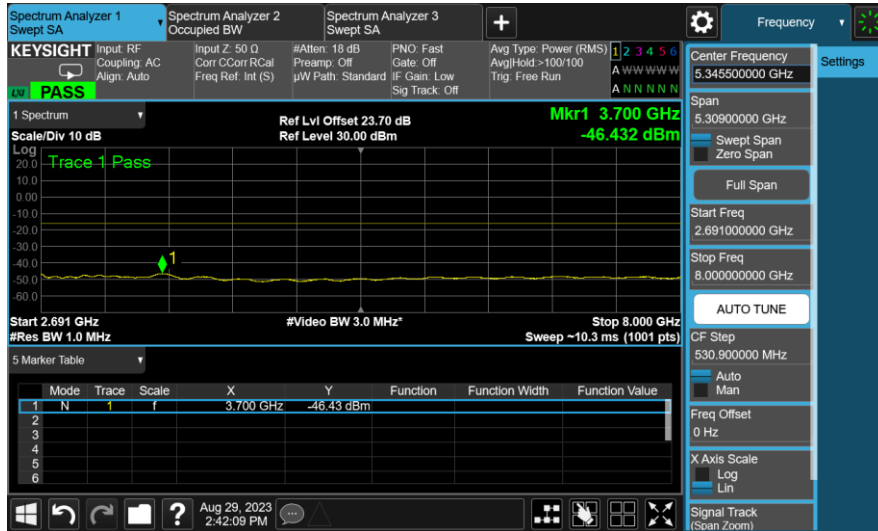 Spectrum Analyzer 1
Swept SA
Spectrum Analyzer 2
Occupied BW
Spectrum Analyzer 3
Swept SA
+
Frequency
KEYSIGHT
Input: RF
Coupling: AC
Align: Auto
Input Z: 50 Ω
Corr CCorr RCal
Freq Ref: Int (S)
#Atten: 18 dB
Preamp: Off
µW Path: Standard
PNO: Fast
Gate: Off
IF Gain: Low
Sig Track: Off
Avg Type: Power (RMS)
Avg|Hold:>100/100
Trig: Free Run
1 2 3 4 5 6
A W W W W W
A N N N N N
LXI
PASS
1 Spectrum
Scale/Div 10 dB
Ref Lvl Offset 23.70 dB
Ref Level 30.00 dBm
Mkr1 3.700 GHz
-46.432 dBm
Log
Trace 1 Pass
20.0
10.0
0.00
-10.0
-20.0
-30.0
-40.0
-50.0
-60.0
1
Start 2.691 GHz
#Res BW 1.0 MHz
#Video BW 3.0 MHz*
Stop 8.000 GHz
Sweep ~10.3 ms (1001 pts)
5 Marker Table
Mode Trace Scale X Y Function Function Width Function Value
1 N 1 f 3.700 GHz -46.43 dBm
2
3
4
5
6
?
Aug 29, 2023
2:42:09 PM
Center Frequency
5.345500000 GHz
Span
5.30900000 GHz
Swept Span
Zero Span
Full Span
Start Freq
2.691000000 GHz
Stop Freq
8.000000000 GHz
AUTO TUNE
CF Step
530.900000 MHz
Auto
Man
Freq Offset
0 Hz
X Axis Scale
Log
Lin
Signal Track
(Span Zoom)
Settings